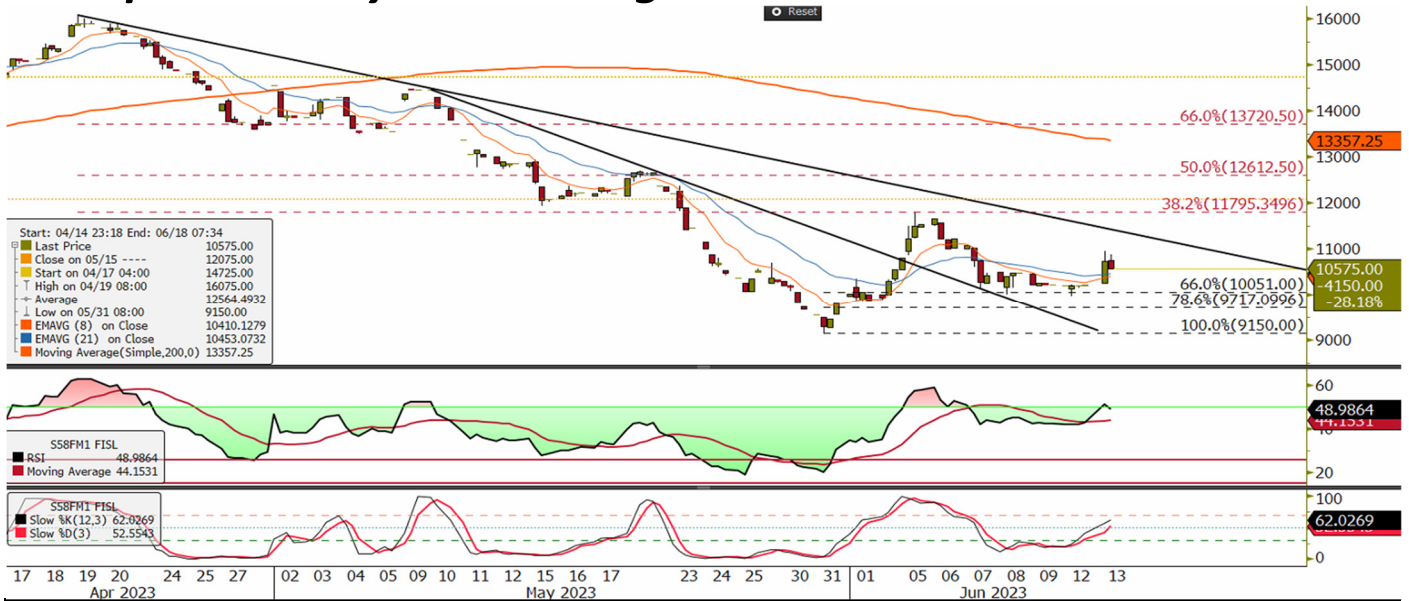 Reset
16000
15000
14000
66.0%(13720.50)
13357.25
13000
50.0%(12612.50)
12000
38.2%(11795.3496)
11000
10575.00
-4150.00
-28.18%
66.0%(10051.00)
78.6%(9717.0996)
100.0%(9150.00)
9000
Start: 04/14 23:18 End: 06/18 07:34
Last Price 10575.00
Close on 05/15 ---- 12075.00
Start on 04/17 04:00 14725.00
High on 04/19 08:00 16075.00
Average 12564.4932
Low on 05/31 08:00 9150.00
EMAVG (8) on Close 10410.1279
EMAVG (21) on Close 10453.0732
Moving Average(Simple,200,0) 13357.25
60
48.9864
44.1531
20
S58FM1 FISL
RSI 48.9864
Moving Average 44.1531
100
62.0269
0
S58FM1 FISL
Slow %K(12,3) 62.0269
Slow %D(3) 52.5543
17 18 19 20 24 25 27 02 03 04 05 09 10 11 12 15 16 17 23 24 25 30 31 01 05 06 07 08 09 12 13
Apr 2023 May 2023 Jun 2023